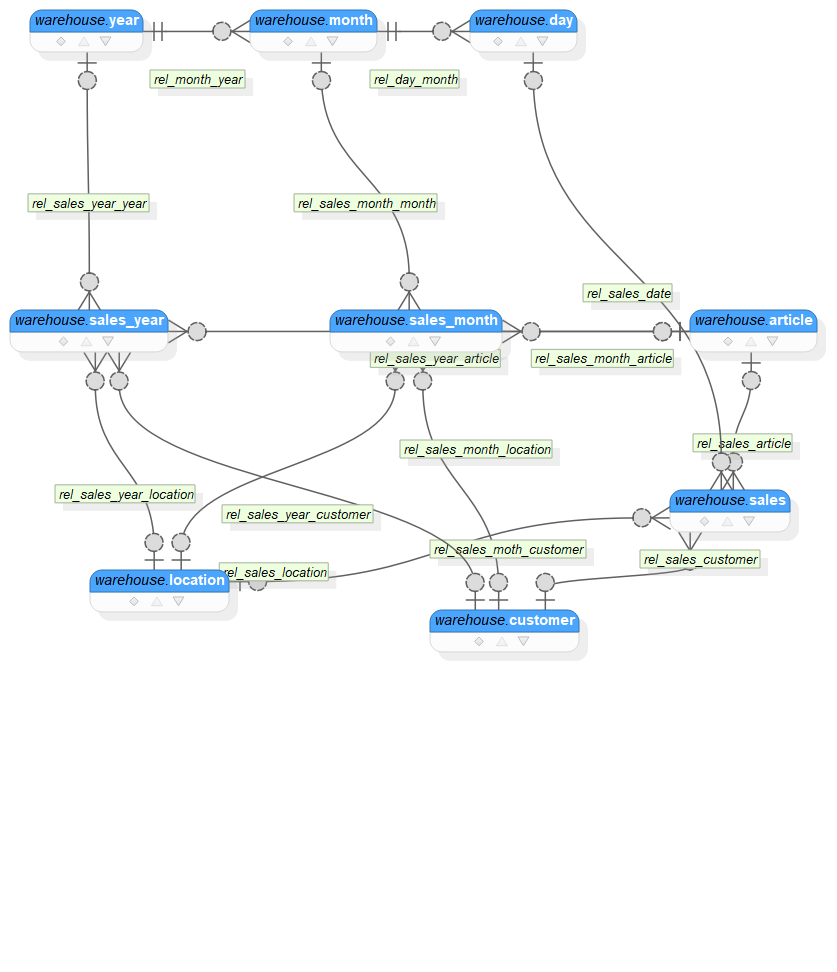 warehouse.year
warehouse.month
warehouse.day
rel_month_year
rel_day_month
rel_sales_year_year
rel_sales_month_month
rel_sales_date
warehouse.sales_year
warehouse.sales_month
warehouse.article
rel_sales_year_article
rel_sales_month_article
rel_sales_article
rel_sales_month_location
rel_sales_year_location
warehouse.sales
rel_sales_year_customer
rel_sales_moth_customer
rel_sales_customer
rel_sales_location
warehouse.location
warehouse.customer